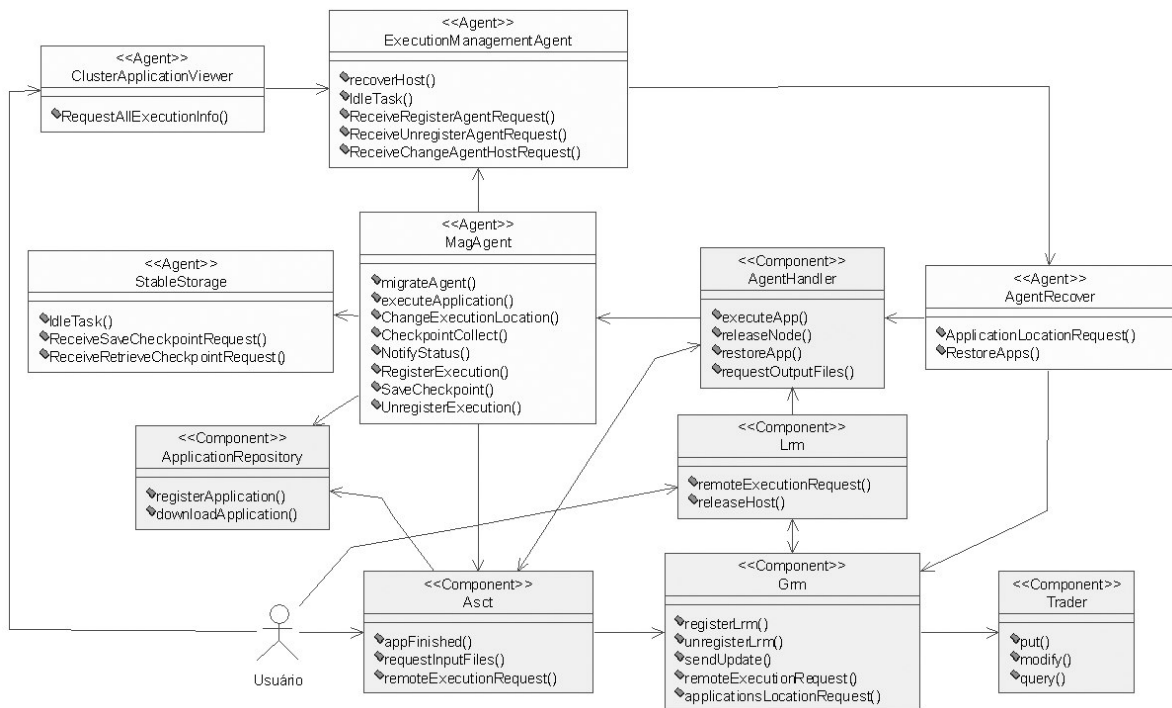 <<Agent>>
ExecutionManagementAgent
recoverHost()
IdleTask()
ReceiveRegisterAgentRequest()
ReceiveUnregisterAgentRequest()
ReceiveChangeAgentHostRequest()
<<Agent>>
ClusterApplicationViewer
RequestAllExecutionInfo()
<<Agent>>
MagAgent
migrateAgent()
executeApplication()
ChangeExecutionLocation()
CheckpointCollect()
NotifyStatus()
RegisterExecution()
SaveCheckpoint()
UnregisterExecution()
<<Agent>>
StableStorage
IdleTask()
ReceiveSaveCheckpointRequest()
ReceiveRetrieveCheckpointRequest()
<<Component>>
AgentHandler
executeApp()
releaseNode()
restoreApp()
requestOutputFiles()
<<Agent>>
AgentRecover
ApplicationLocationRequest()
RestoreApps()
<<Component>>
ApplicationRepository
registerApplication()
downloadApplication()
<<Component>>
Lrm
remoteExecutionRequest()
releaseHost()
<<Component>>
Asct
appFinished()
requestInputFiles()
remoteExecutionRequest()
<<Component>>
Grm
registerLrm()
unregisterLrm()
sendUpdate()
remoteExecutionRequest()
applicationsLocationRequest()
<<Component>>
Trader
put()
modify()
query()
Usuário